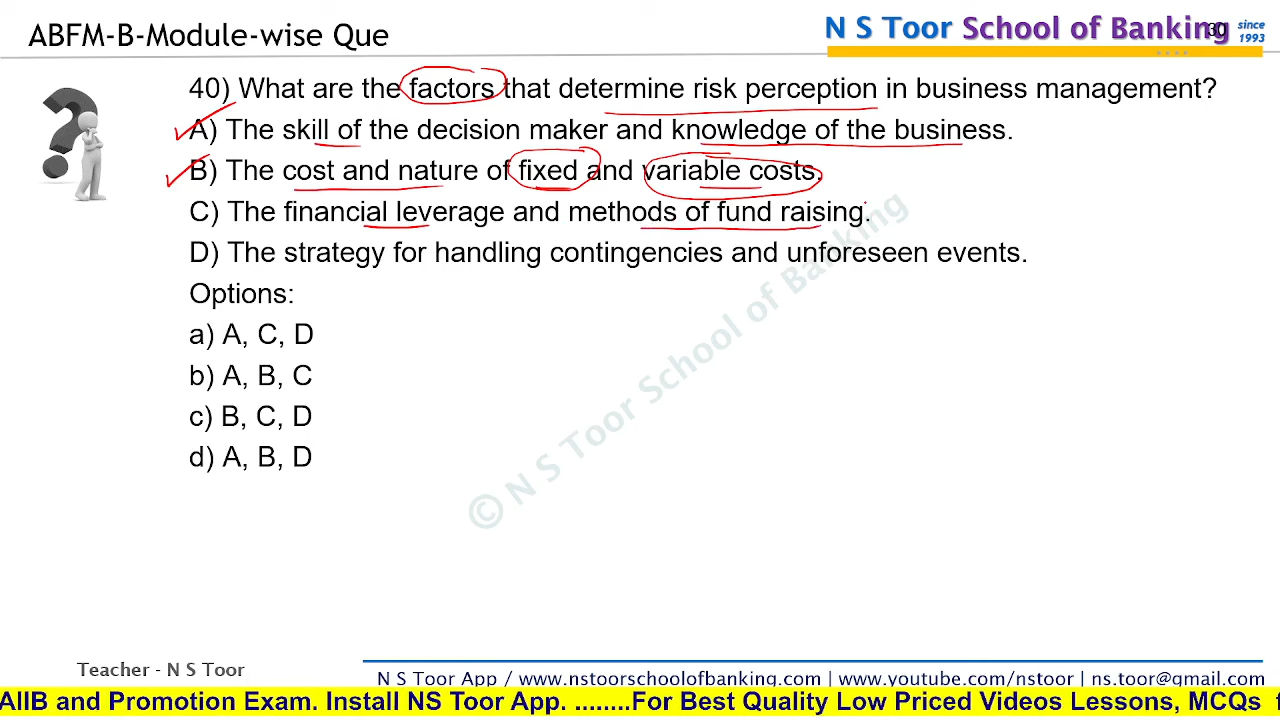 ABFM-B-Module-wise Que
N S Toor School of Banking
30
since
1993
40) What are the factors that determine risk perception in business management?
A) The skill of the decision maker and knowledge of the business.
B) The cost and nature of fixed and variable costs.
C) The financial leverage and methods of fund raising.
D) The strategy for handling contingencies and unforeseen events.
Options:
a) A, C, D
b) A, B, C
c) B, C, D
d) A, B, D
© N S Toor School of Banking
Teacher - N S Toor
N S Toor App / www.nstoorschoolofbanking.com | www.youtube.com/nstoor | ns.toor@gmail.com
AIIB and Promotion Exam. Install NS Toor App. ........For Best Quality Low Priced Videos Lessons, MCQs